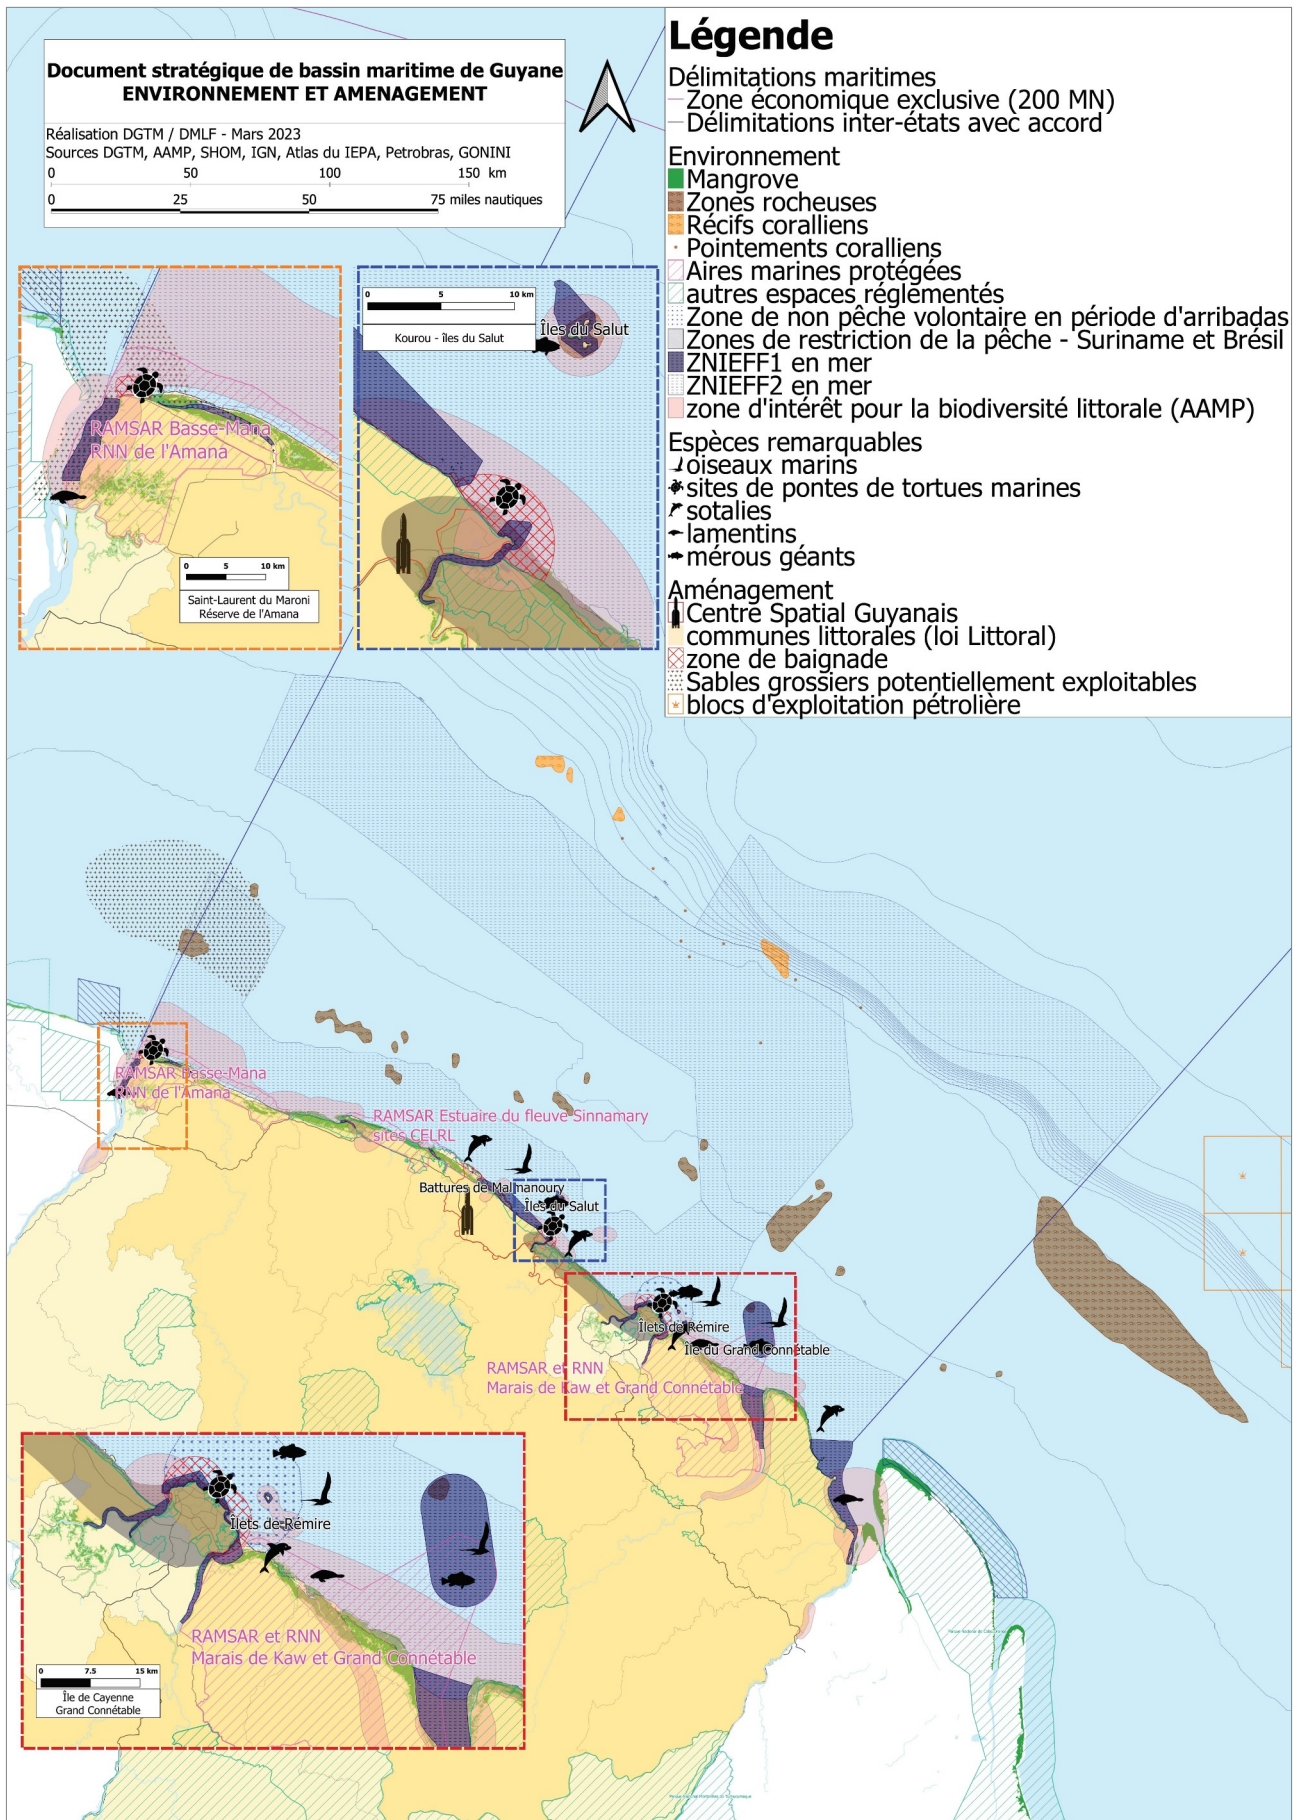 Document stratégique de bassin maritime de Guyane
ENVIRONNEMENT ET AMENAGEMENT
Réalisation DGTM / DMLF - Mars 2023
Sources DGTM, AAMP, SHOM, IGN, Atlas du IEPA, Petrobras, GONINI
0 50 100 150 km
0 25 50 75 miles nautiques
Légende
Délimitations maritimes
Zone économique exclusive (200 MN)
Délimitations inter-états avec accord
Environnement
Mangrove
Zones rocheuses
Récifs coralliens
Pointements coralliens
Aires marines protégées
autres espaces réglementés
Zone de non pêche volontaire en période d'arribadas
Zones de restriction de la pêche - Suriname et Brésil
ZNIEFF1 en mer
ZNIEFF2 en mer
zone d'intérêt pour la biodiversité littorale (AAMP)
Espèces remarquables
oiseaux marins
sites de pontes de tortues marines
sotalies
lamentins
mérous géants
Aménagement
Centre Spatial Guyanais
communes littorales (loi Littoral)
zone de baignade
Sables grossiers potentiellement exploitables
blocs d'exploitation pétrolière
RAMSAR Basse-Mana
RNN de l'Amana
0 5 10 km
Saint-Laurent du Maroni
Réserve de l'Amana
0 5 10 km
Kourou - îles du Salut
Îles du Salut
RAMSAR Basse-Mana
RNN de l'Amana
RAMSAR Estuaire du fleuve Sinnamary
sites CELRL
Battures de Malmanoury
Îles du Salut
Îlets de Rémire
Île du Grand Connétable
RAMSAR et RNN
Marais de Kaw et Grand Connétable
Îlets de Rémire
RAMSAR et RNN
Marais de Kaw et Grand Connétable
0 7.5 15 km
Île de Cayenne
Grand Connétable